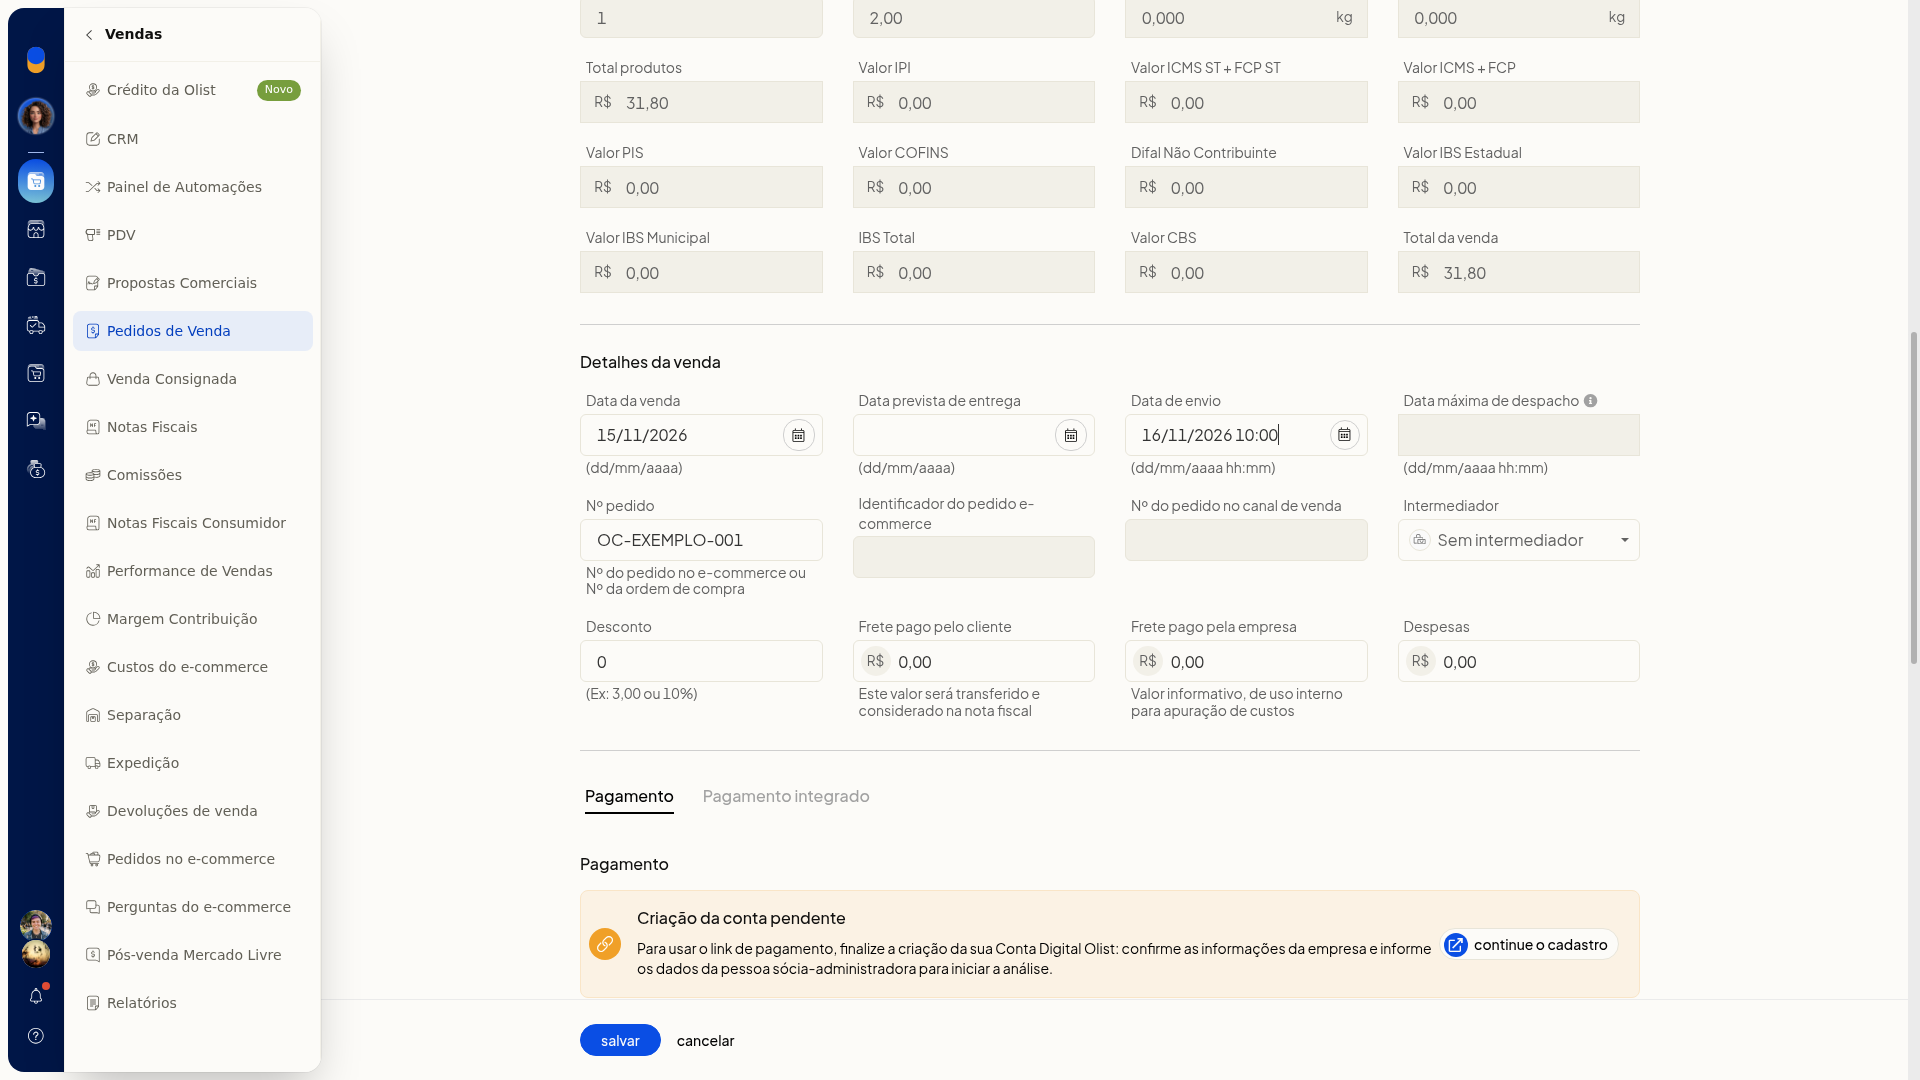 Vendas
Crédito da Olist
Novo
CRM
Painel de Automações
PDV
Propostas Comerciais
Pedidos de Venda
Venda Consignada
Notas Fiscais
Comissões
Notas Fiscais Consumidor
Performance de Vendas
Margem Contribuição
Custos do e-commerce
Separação
Expedição
Devoluções de venda
Pedidos no e-commerce
Perguntas do e-commerce
Pós-venda Mercado Livre
Relatórios
1
2,00
0,000 kg
0,000 kg
Total produtos
Valor IPI
Valor ICMS ST + FCP ST
Valor ICMS + FCP
R$ 31,80
R$ 0,00
R$ 0,00
R$ 0,00
Valor PIS
Valor COFINS
Difal Não Contribuinte
Valor IBS Estadual
R$ 0,00
R$ 0,00
R$ 0,00
R$ 0,00
Valor IBS Municipal
IBS Total
Valor CBS
Total da venda
R$ 0,00
R$ 0,00
R$ 0,00
R$ 31,80
Detalhes da venda
Data da venda
Data prevista de entrega
Data de envio
Data máxima de despacho
15/11/2026
16/11/2026 10:00
(dd/mm/aaaa)
(dd/mm/aaaa)
(dd/mm/aaaa hh:mm)
(dd/mm/aaaa hh:mm)
Nº pedido
Identificador do pedido e-
commerce
Nº do pedido no canal de venda
Intermediador
OC-EXEMPLO-001
Sem intermediador
Nº do pedido no e-commerce ou
Nº da ordem de compra
Desconto
Frete pago pelo cliente
Frete pago pela empresa
Despesas
0
R$ 0,00
R$ 0,00
R$ 0,00
(Ex: 3,00 ou 10%)
Este valor será transferido e
considerado na nota fiscal
Valor informativo, de uso interno
para apuração de custos
Pagamento
Pagamento integrado
Pagamento
Criação da conta pendente
Para usar o link de pagamento, finalize a criação da sua Conta Digital Olist: confirme as informações da empresa e informe
os dados da pessoa sócia-administradora para iniciar a análise.
continue o cadastro
salvar
cancelar